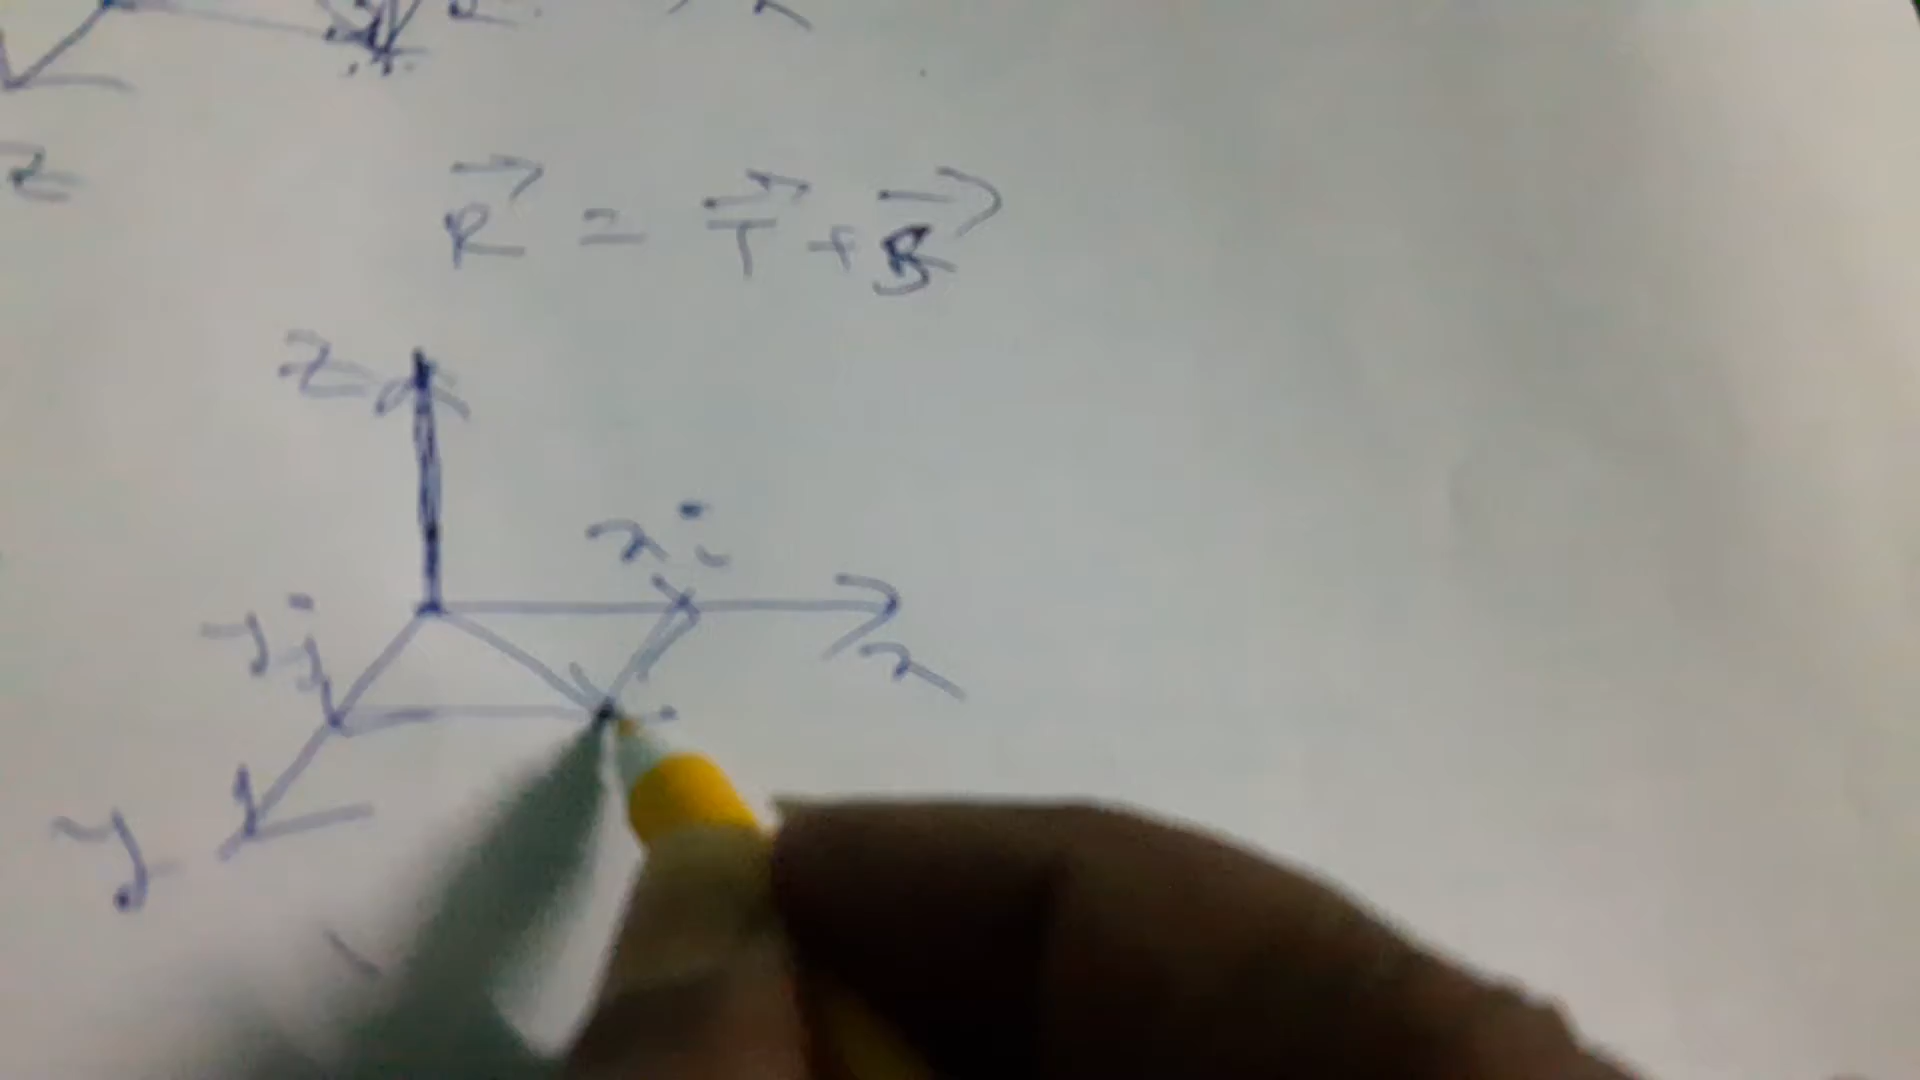 z
R⃗ = T⃗ + B⃗
z
xi
yj
x
y